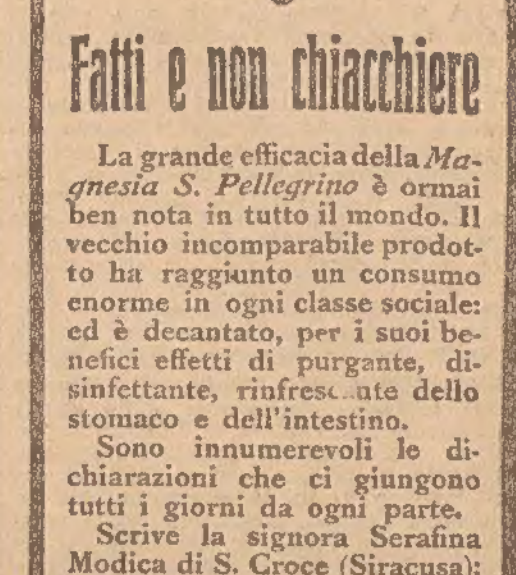 Fatti e non chiacchiere
La grande efficacia della Ma-
gnesia S. Pellegrino è ormai
ben nota in tutto il mondo. Il
vecchio incomparabile prodot-
to ha raggiunto un consumo
enorme in ogni classe sociale:
ed è decantato, per i suoi be-
nefici effetti di purgante, di-
sinfettante, rinfrescante dello
stomaco e dell'intestino.
Sono innumerevoli le di-
chiarazioni che ci giungono
tutti i giorni da ogni parte.
Scrive la signora Serafina
Modica di S. Croce (Siracusa):